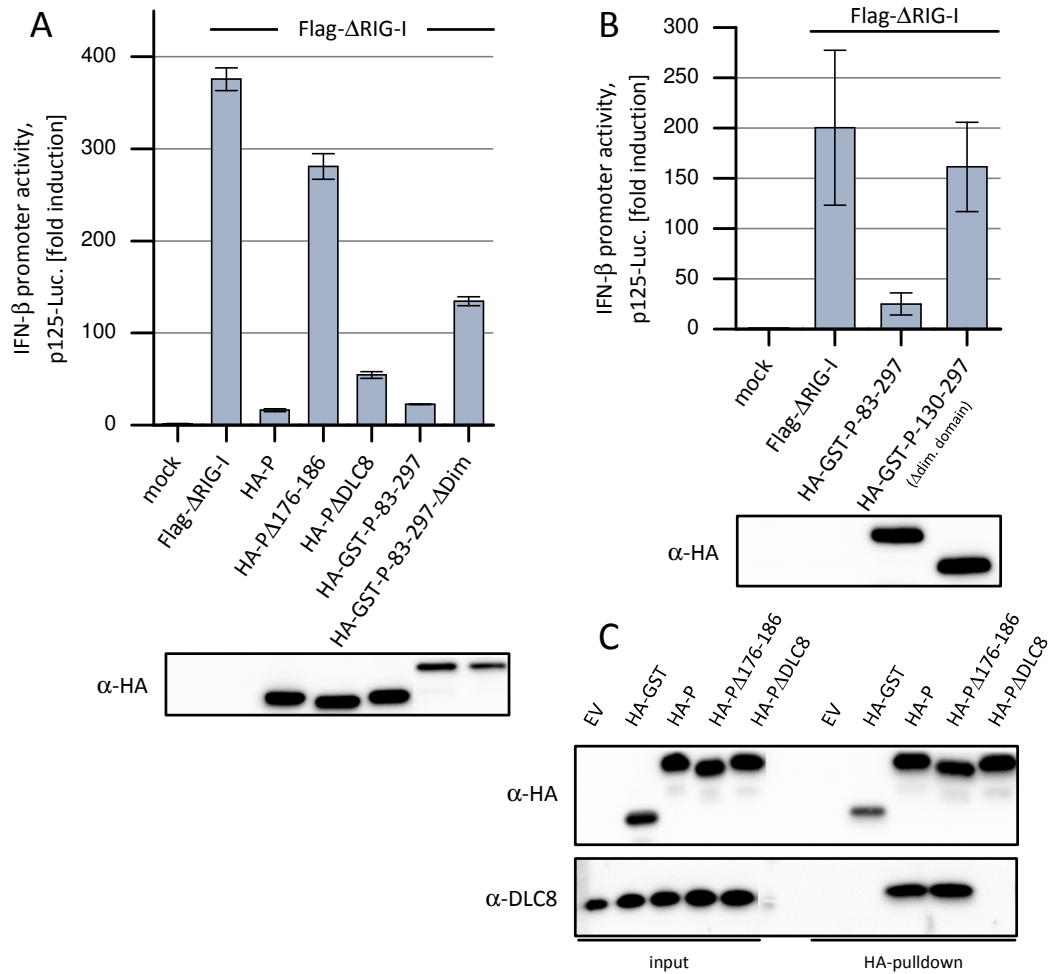 A
Flag-ΔRIG-I
IFN-β promoter activity,
p125-Luc. [fold induction]
400
300
200
100
0
mock
Flag-ΔRIG-I
HA-P
HA-PΔ176-186
HA-PΔDLC8
HA-GST-P-83-297
HA-GST-P-83-297-ΔDim
α-HA
B
Flag-ΔRIG-I
IFN-β promoter activity,
p125-Luc. [fold induction]
300
250
200
150
100
50
0
mock
Flag-ΔRIG-I
HA-GST-P-83-297
HA-GST-P-130-297
(Δdim. domain)
α-HA
C
EV
HA-GST
HA-P
HA-PΔ176-186
HA-PΔDLC8
EV
HA-GST
HA-P
HA-PΔ176-186
HA-PΔDLC8
α-HA
α-DLC8
input
HA-pulldown